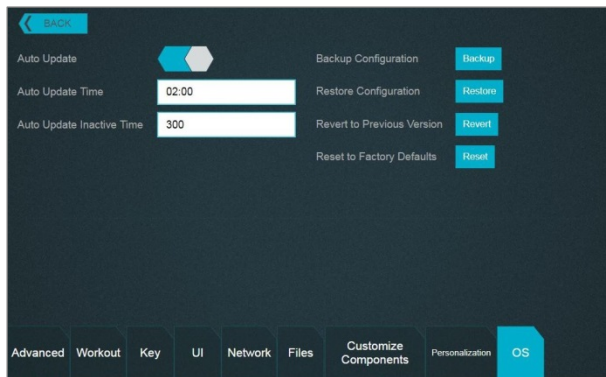 BACK
Auto Update
Backup Configuration
Backup
Auto Update Time
02:00
Restore Configuration
Restore
Auto Update Inactive Time
300
Revert to Previous Version
Revert
Reset to Factory Defaults
Reset
Advanced
Workout
Key
UI
Network
Files
Customize
Components
Personalization
OS